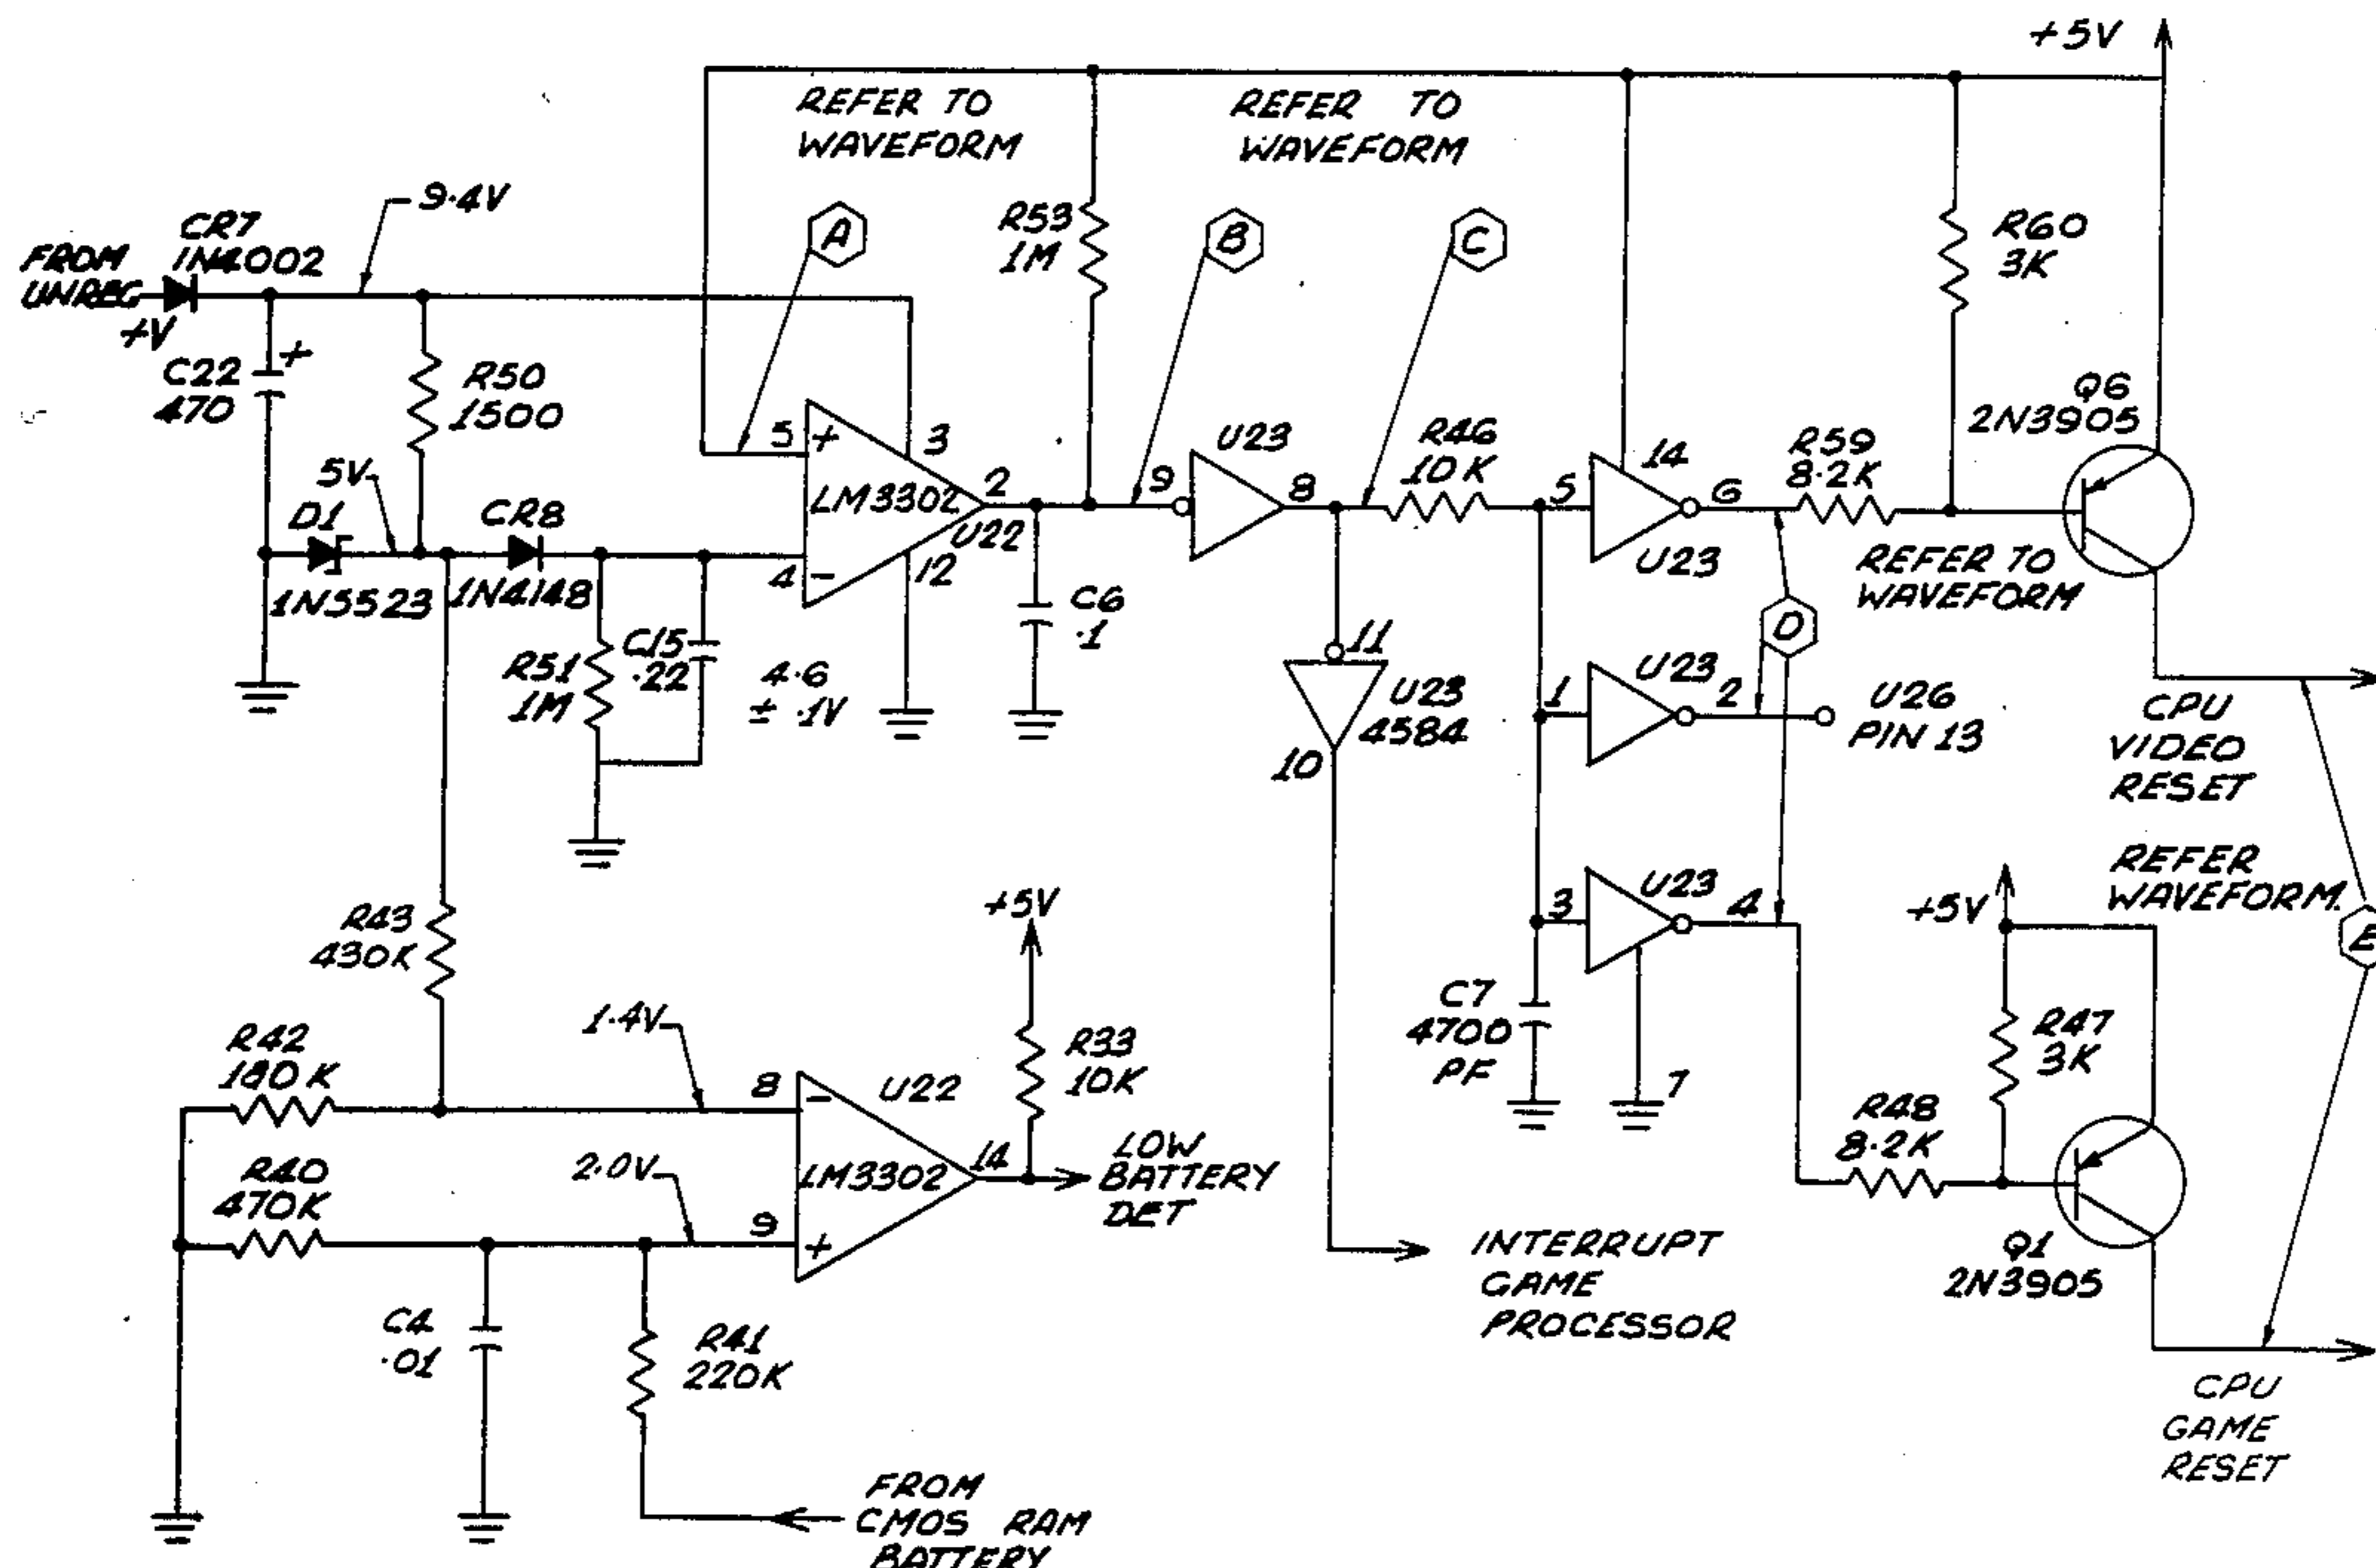 +5V
REFER TO
WAVEFORM
REFER TO
WAVEFORM
9.4V
CR7
1N4002
FROM
UNREG
+V
A
R53
1M
B
C
R60
3K
C22
470
+
R50
1500
5V
D1
1N5523
CR8
1N4148
5
+
3
LM3302
U22
2
4
-
12
R51
1M
C15
.22
4.6
± .1V
C6
.1
9
U23
8
R46
10K
5
14
6
U23
R59
8.2K
Q6
2N3905
REFER TO
WAVEFORM
D
11
U23
4584
10
1
U23
2
U26
PIN 13
CPU
VIDEO
RESET
REFER
WAVEFORM.
E
3
U23
4
7
C7
4700
PF
+5V
R47
3K
R48
8.2K
Q1
2N3905
CPU
GAME
RESET
R43
430K
R42
180K
1.4V
8
-
U22
+5V
R33
10K
LM3302
14
LOW
BATTERY
DET
R40
470K
2.0V
9
+
C4
.01
R41
220K
INTERRUPT
GAME
PROCESSOR
FROM
CMOS RAM
BATTERY